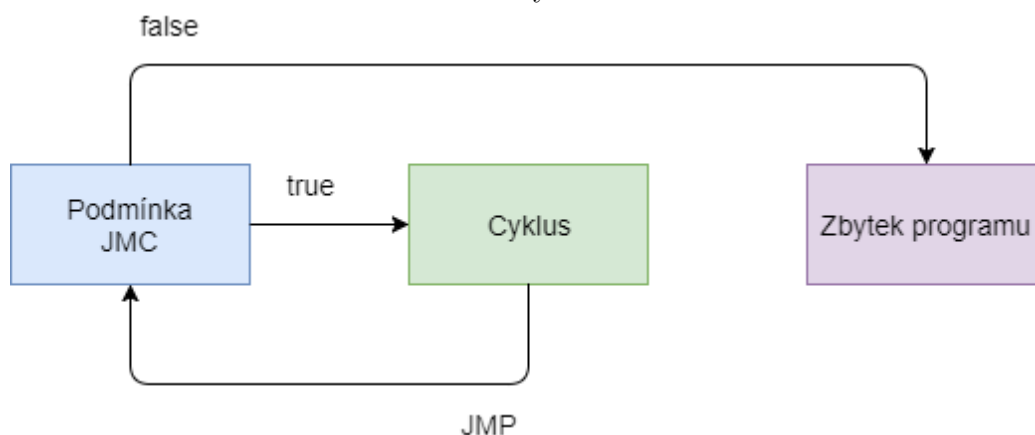 false
true
Podmínka
JMC
Cyklus
Zbytek programu
JMP